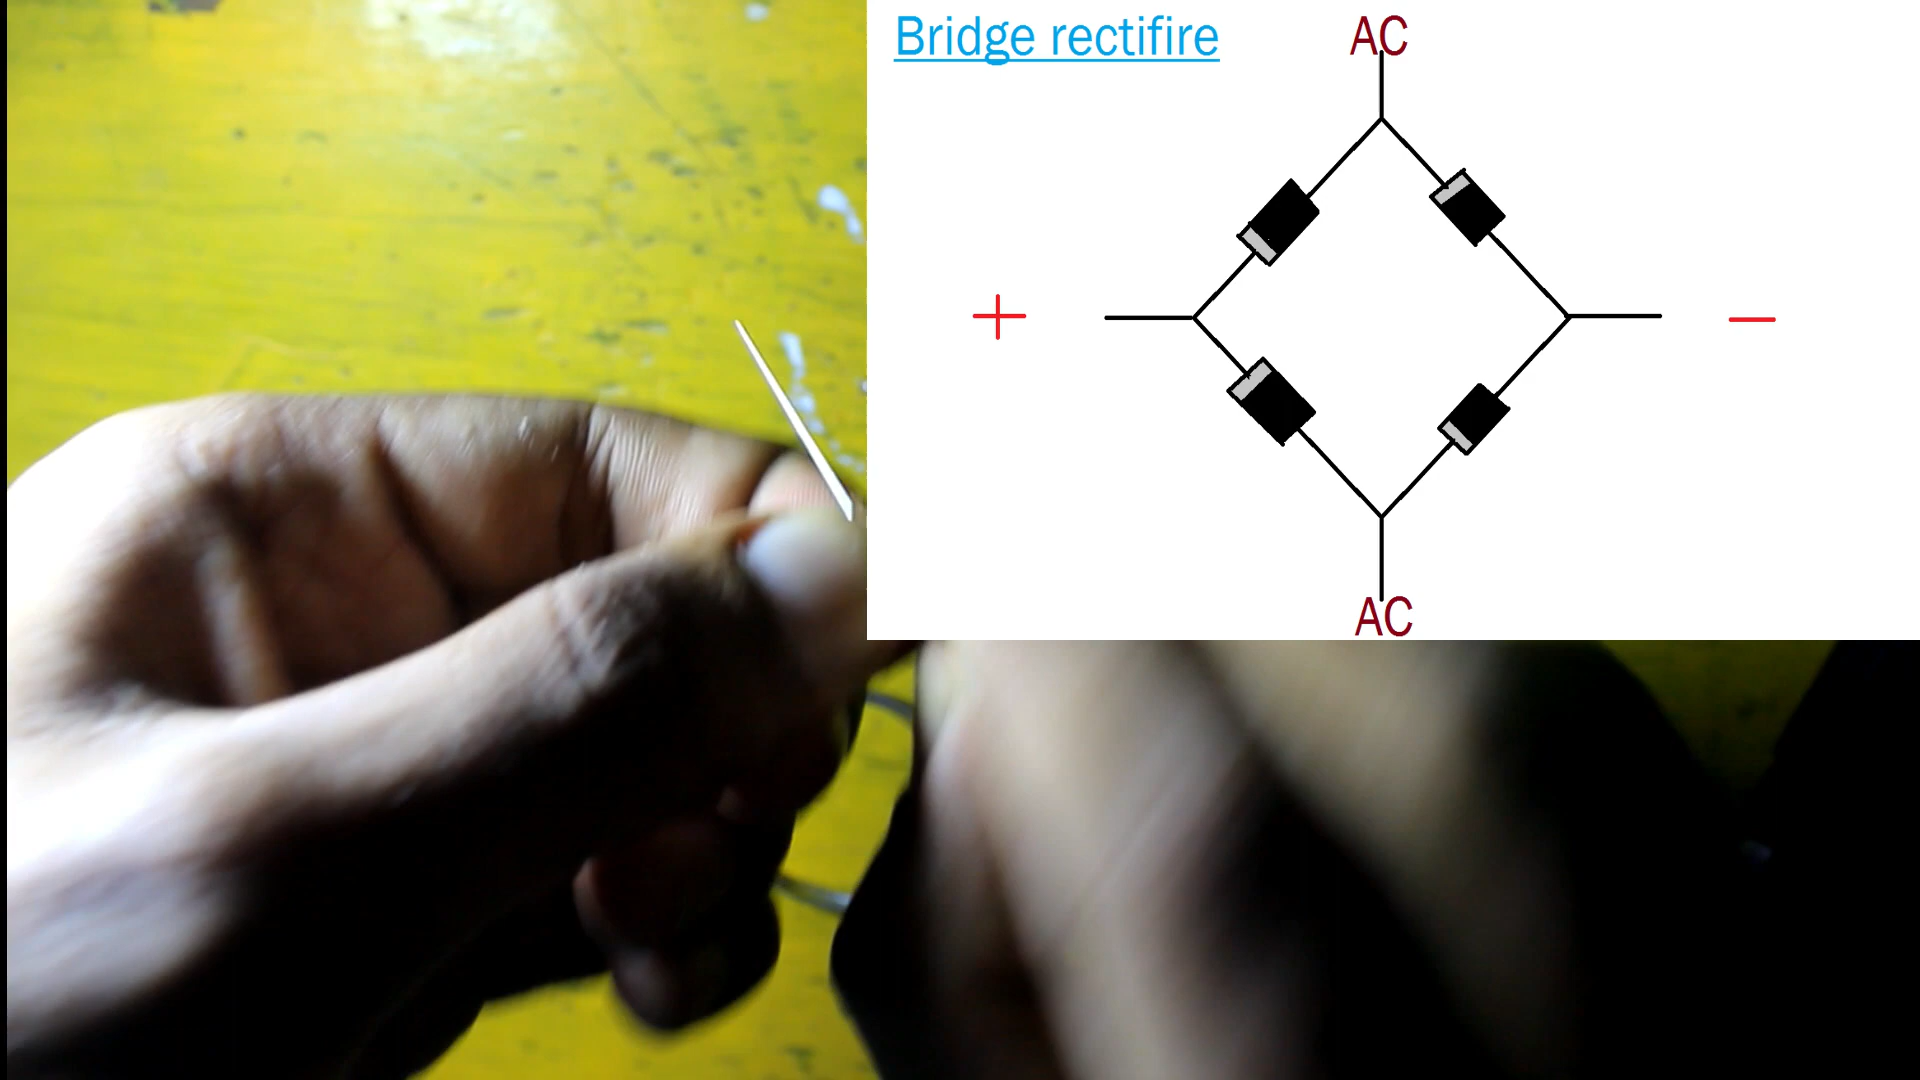 Bridge rectifire
AC
+ −
AC